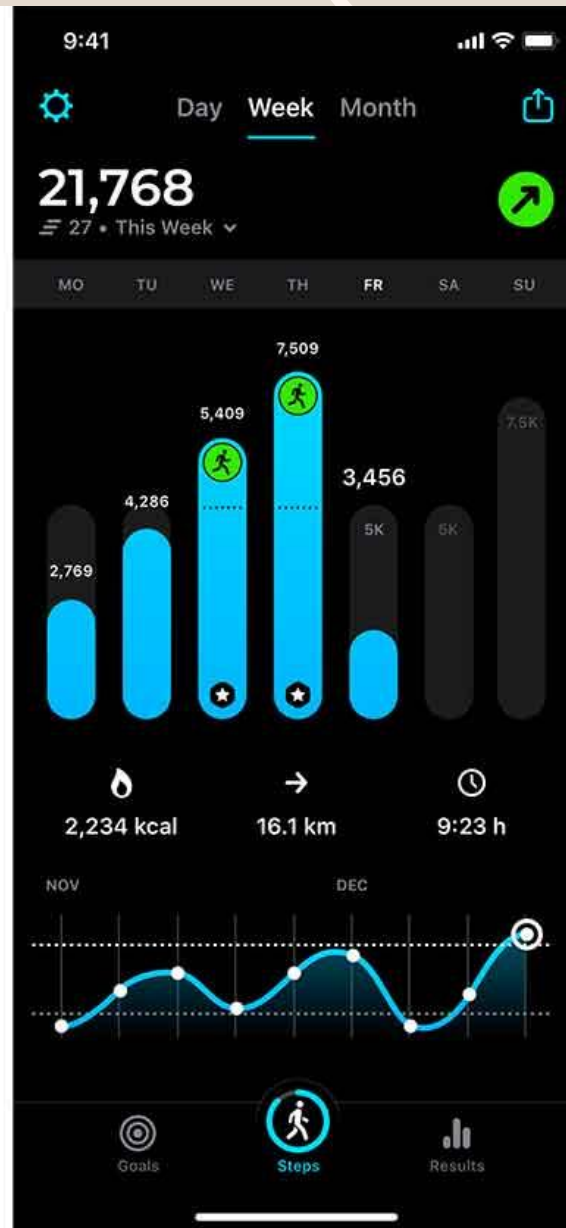 9:41
Day Week Month
21,768
27 • This Week
MO TU WE TH FR SA SU
7,509
5,409
7.5K
3,456
4,286
5K 5K
2,769
2,234 kcal 16.1 km 9:23 h
NOV DEC
Goals Steps Results